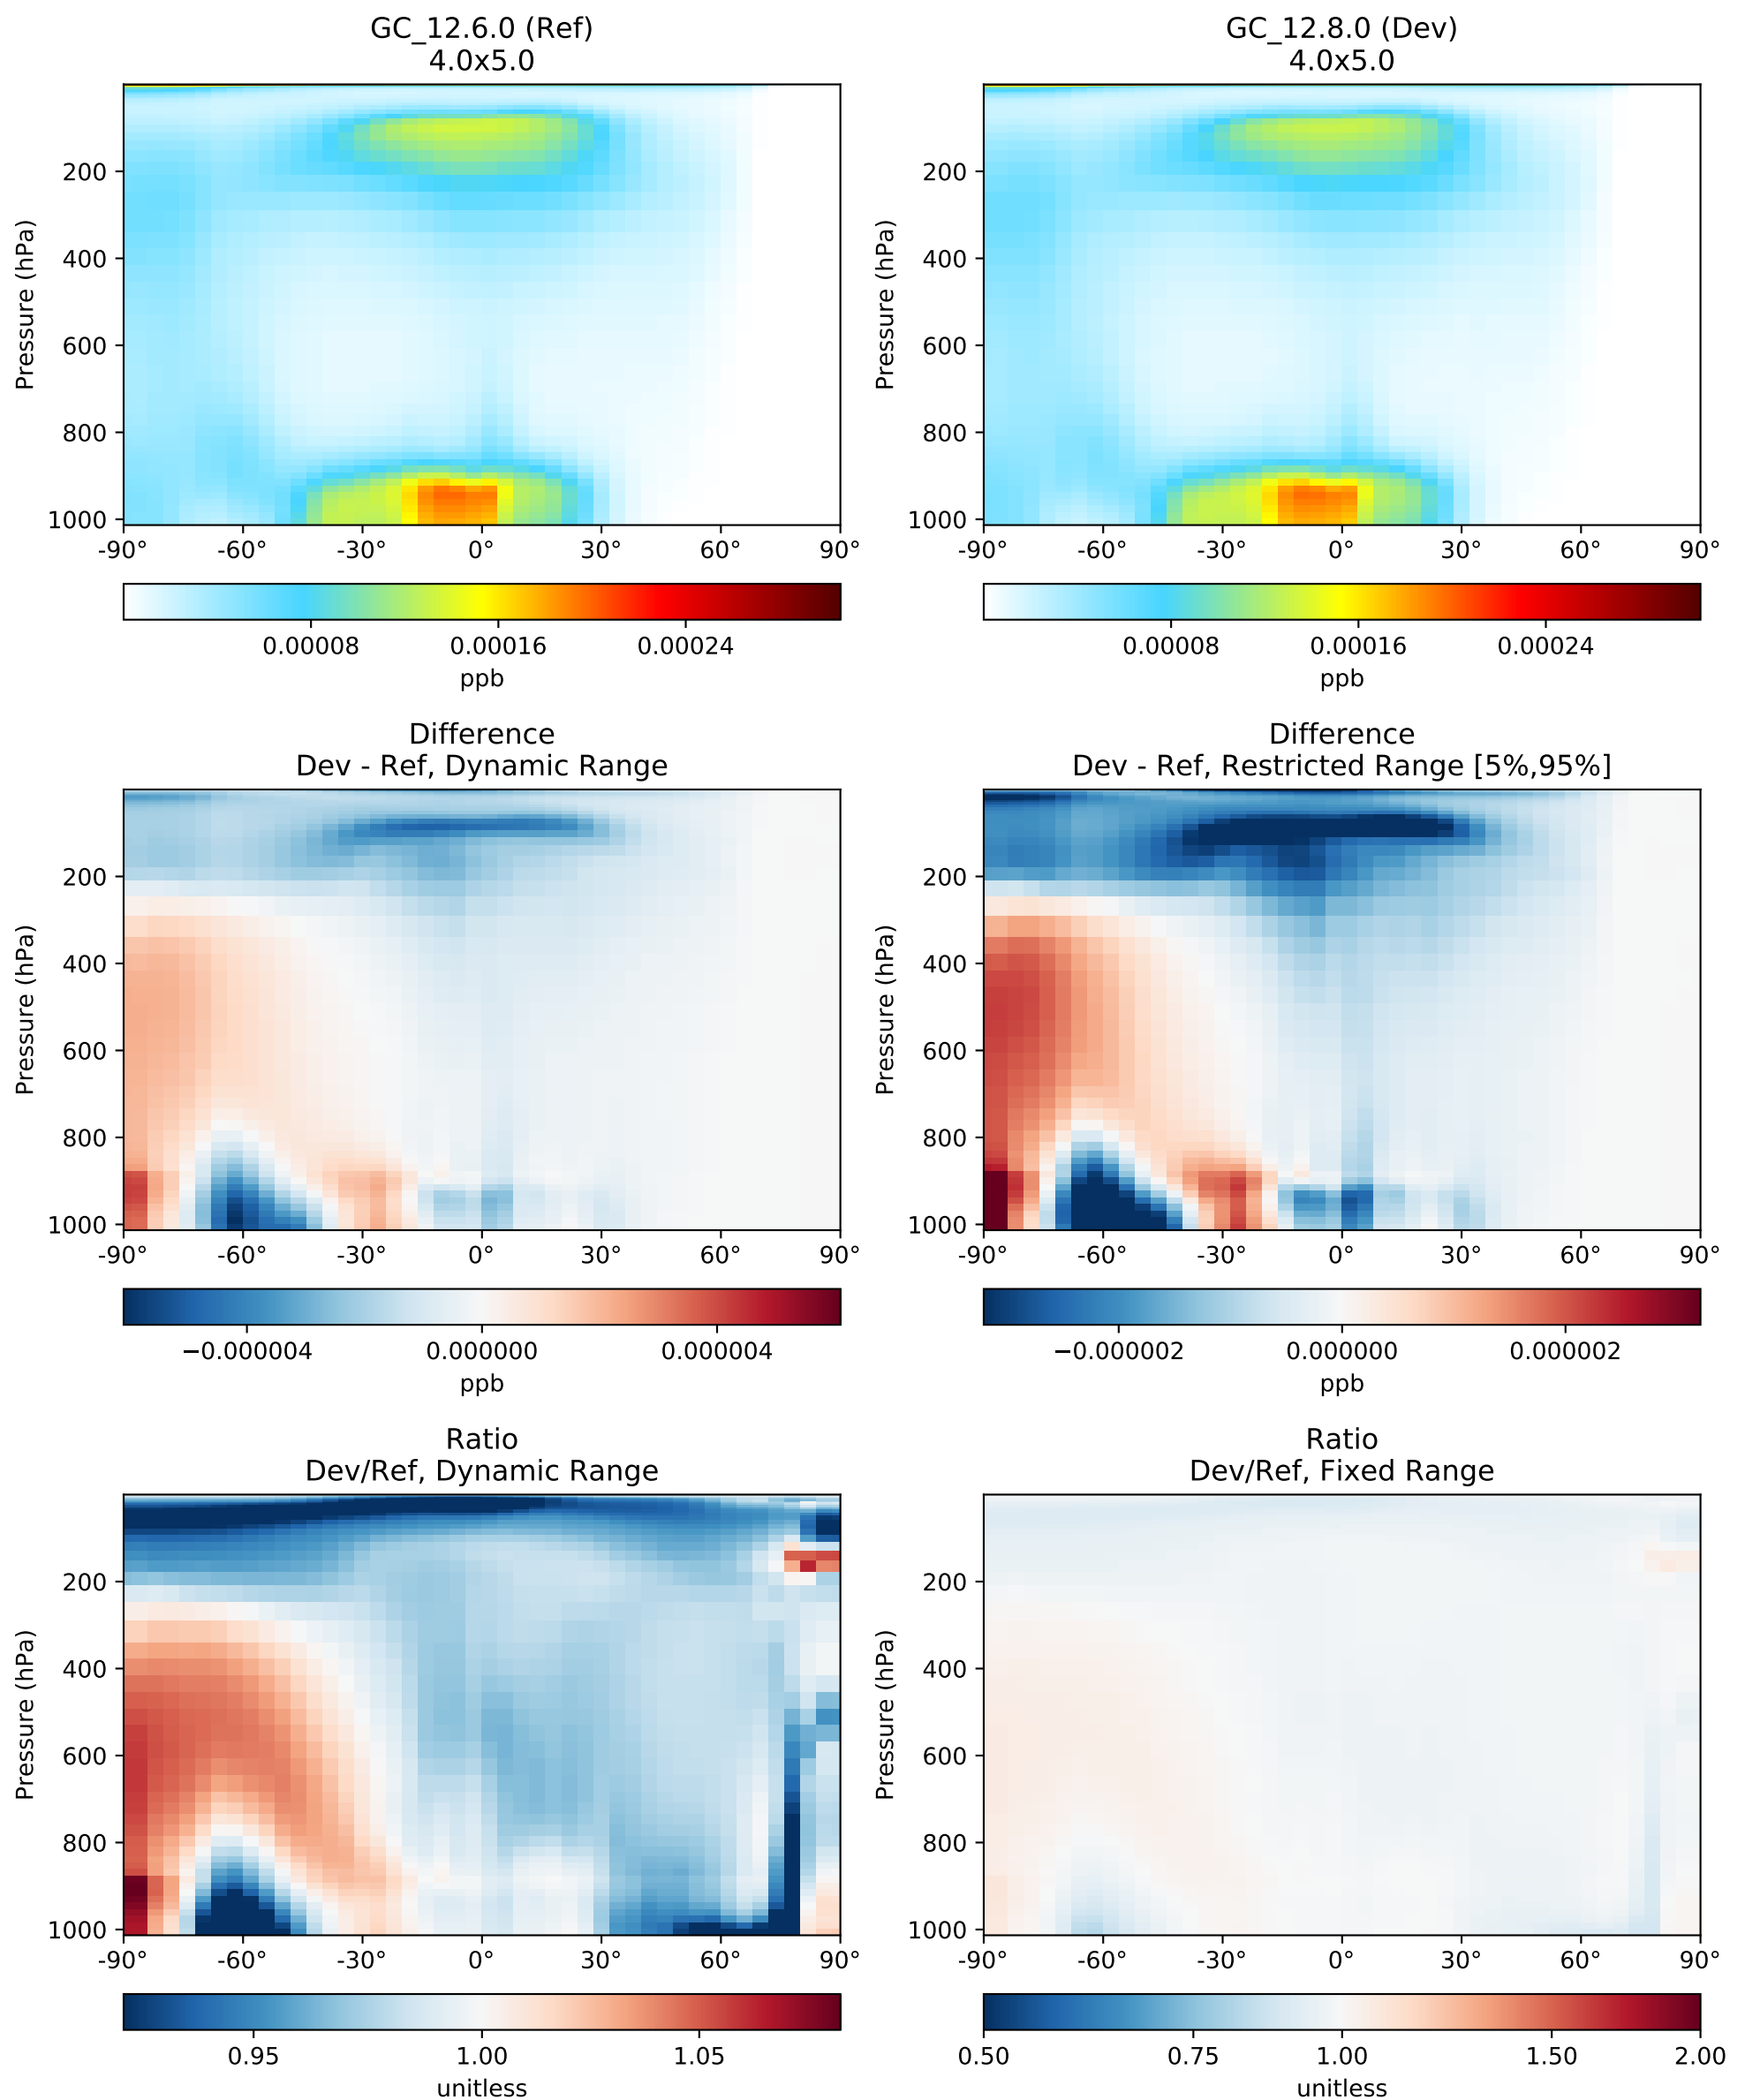 GC_12.6.0 (Ref)
4.0x5.0
Pressure (hPa)
200
400
600
800
1000
-90° -60° -30° 0° 30° 60° 90°
0.00008 0.00016 0.00024
ppb
GC_12.8.0 (Dev)
4.0x5.0
Pressure (hPa)
200
400
600
800
1000
-90° -60° -30° 0° 30° 60° 90°
0.00008 0.00016 0.00024
ppb
Difference
Dev - Ref, Dynamic Range
Pressure (hPa)
200
400
600
800
1000
-90° -60° -30° 0° 30° 60° 90°
−0.000004 0.000000 0.000004
ppb
Difference
Dev - Ref, Restricted Range [5%,95%]
Pressure (hPa)
200
400
600
800
1000
-90° -60° -30° 0° 30° 60° 90°
−0.000002 0.000000 0.000002
ppb
Ratio
Dev/Ref, Dynamic Range
Pressure (hPa)
200
400
600
800
1000
-90° -60° -30° 0° 30° 60° 90°
0.95 1.00 1.05
unitless
Ratio
Dev/Ref, Fixed Range
Pressure (hPa)
200
400
600
800
1000
-90° -60° -30° 0° 30° 60° 90°
0.50 0.75 1.00 1.50 2.00
unitless